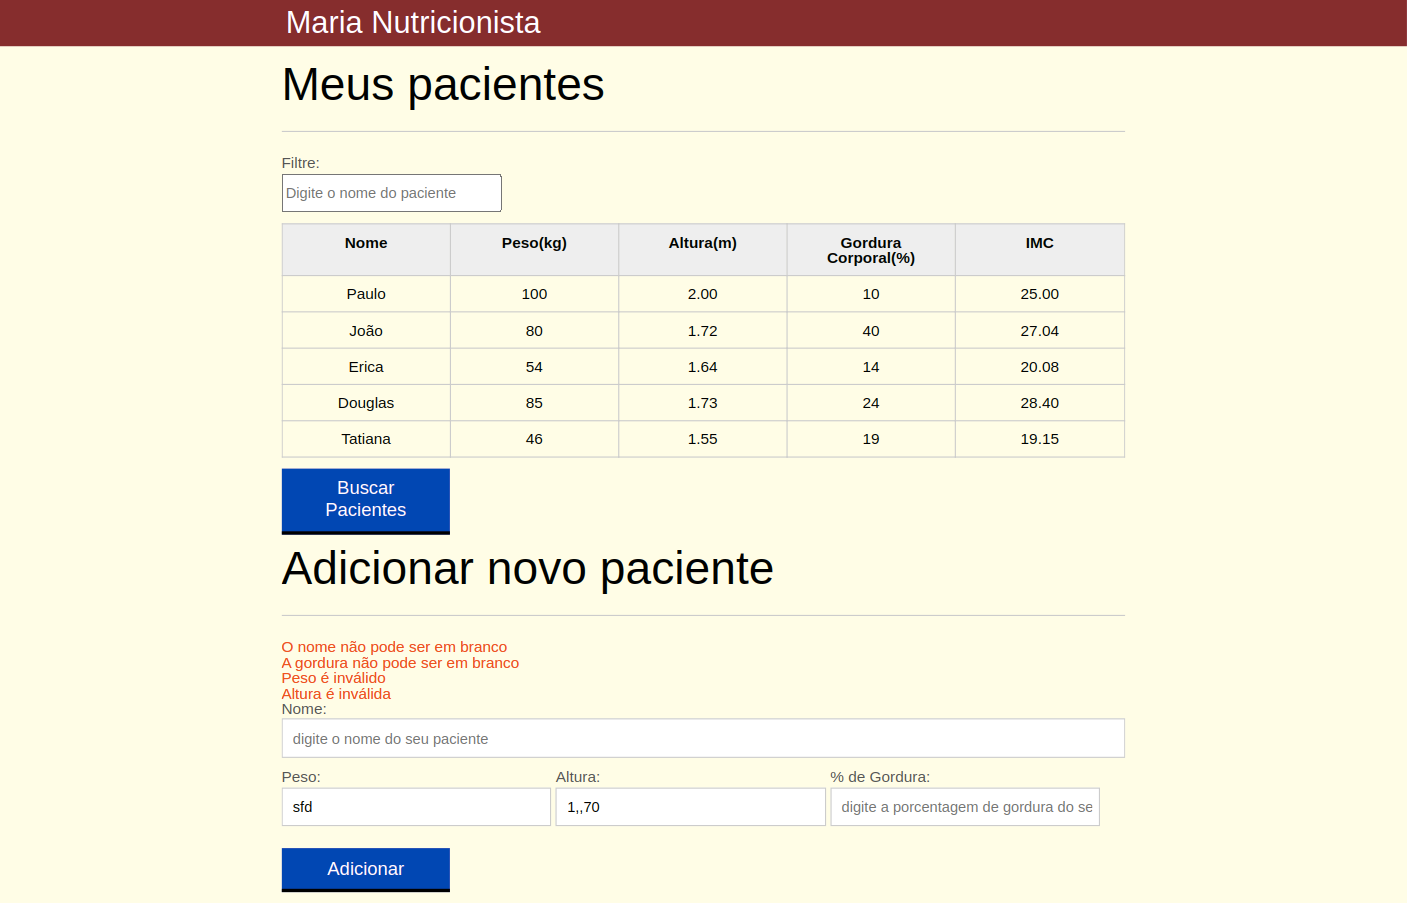 Maria Nutricionista
Meus pacientes
Filtre:
Digite o nome do paciente
Nome Peso(kg) Altura(m) Gordura Corporal(%) IMC
Paulo 100 2.00 10 25.00
João 80 1.72 40 27.04
Erica 54 1.64 14 20.08
Douglas 85 1.73 24 28.40
Tatiana 46 1.55 19 19.15
Buscar
Pacientes
Adicionar novo paciente
O nome não pode ser em branco
A gordura não pode ser em branco
Peso é inválido
Altura é inválida
Nome:
digite o nome do seu paciente
Peso: Altura: % de Gordura:
sfd 1,,70 digite a porcentagem de gordura do se
Adicionar